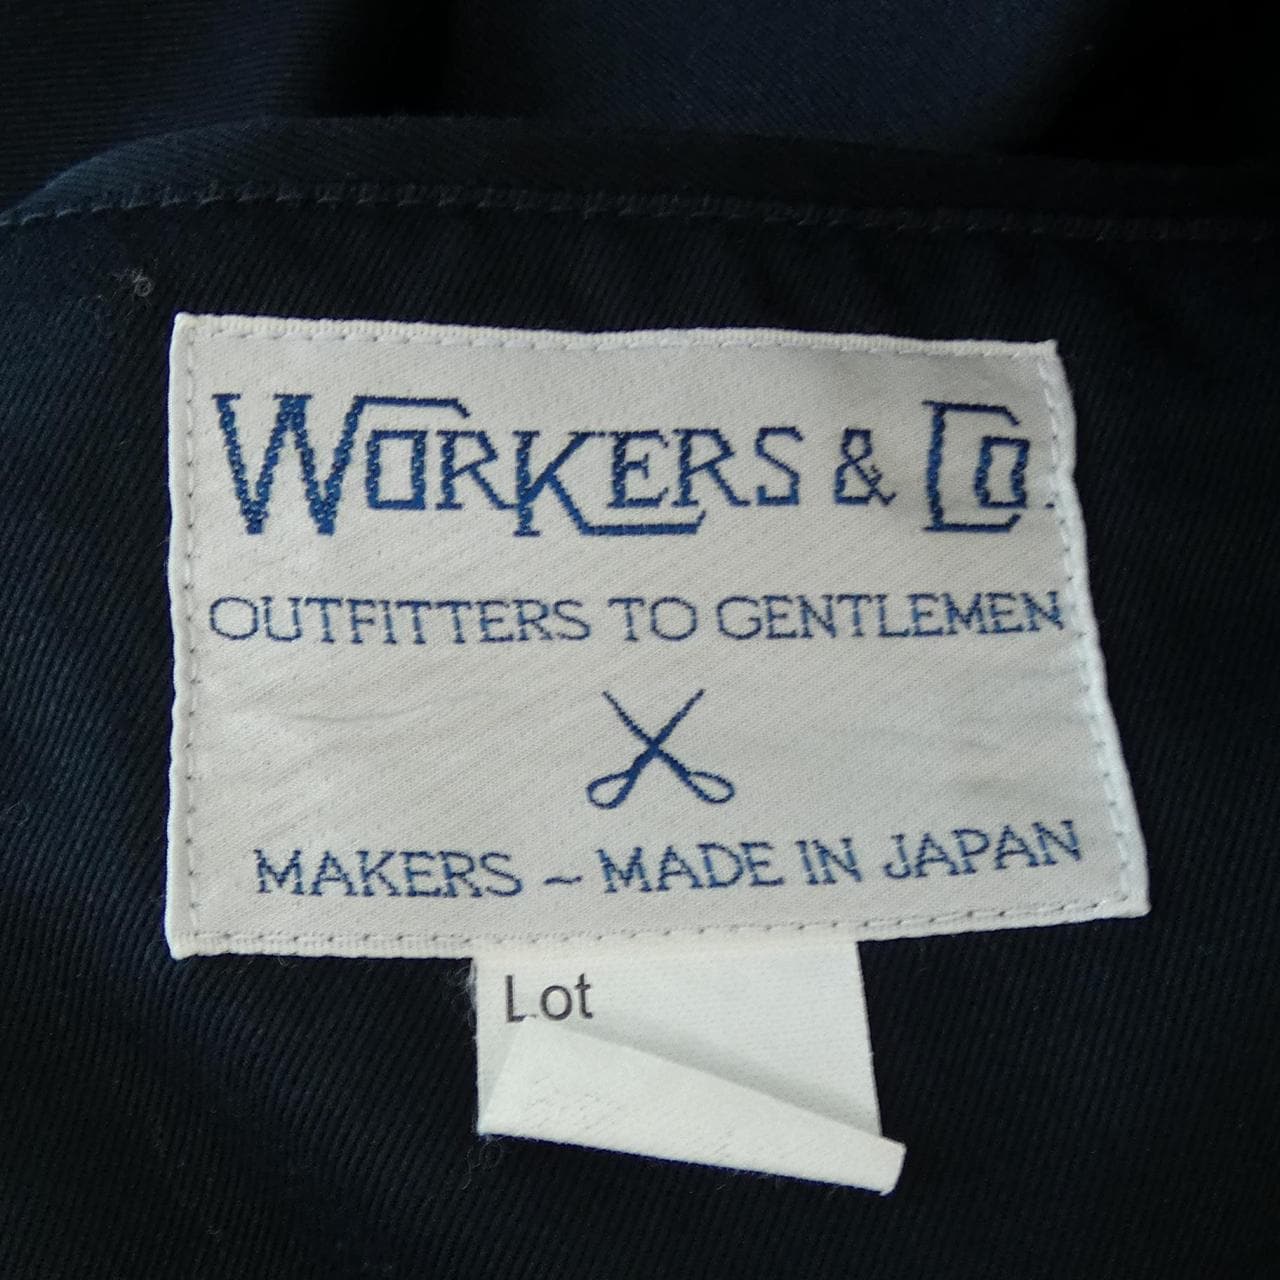 WORKERS & Co.
OUTFITTERS TO GENTLEMEN
MAKERS ~ MADE IN JAPAN
Lot